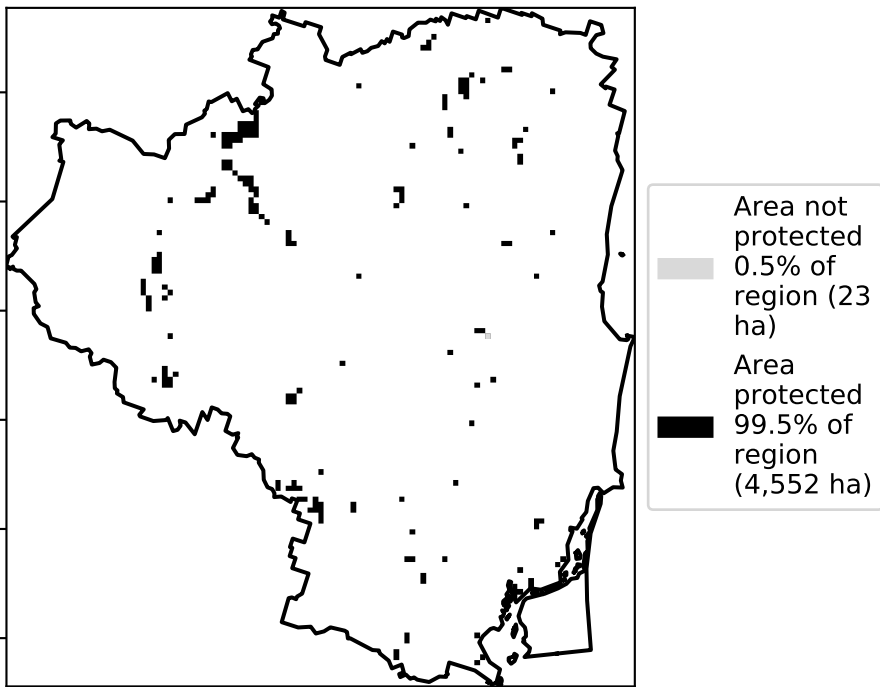 Area not
protected
0.5% of
region (23
ha)
Area
protected
99.5% of
region
(4,552 ha)